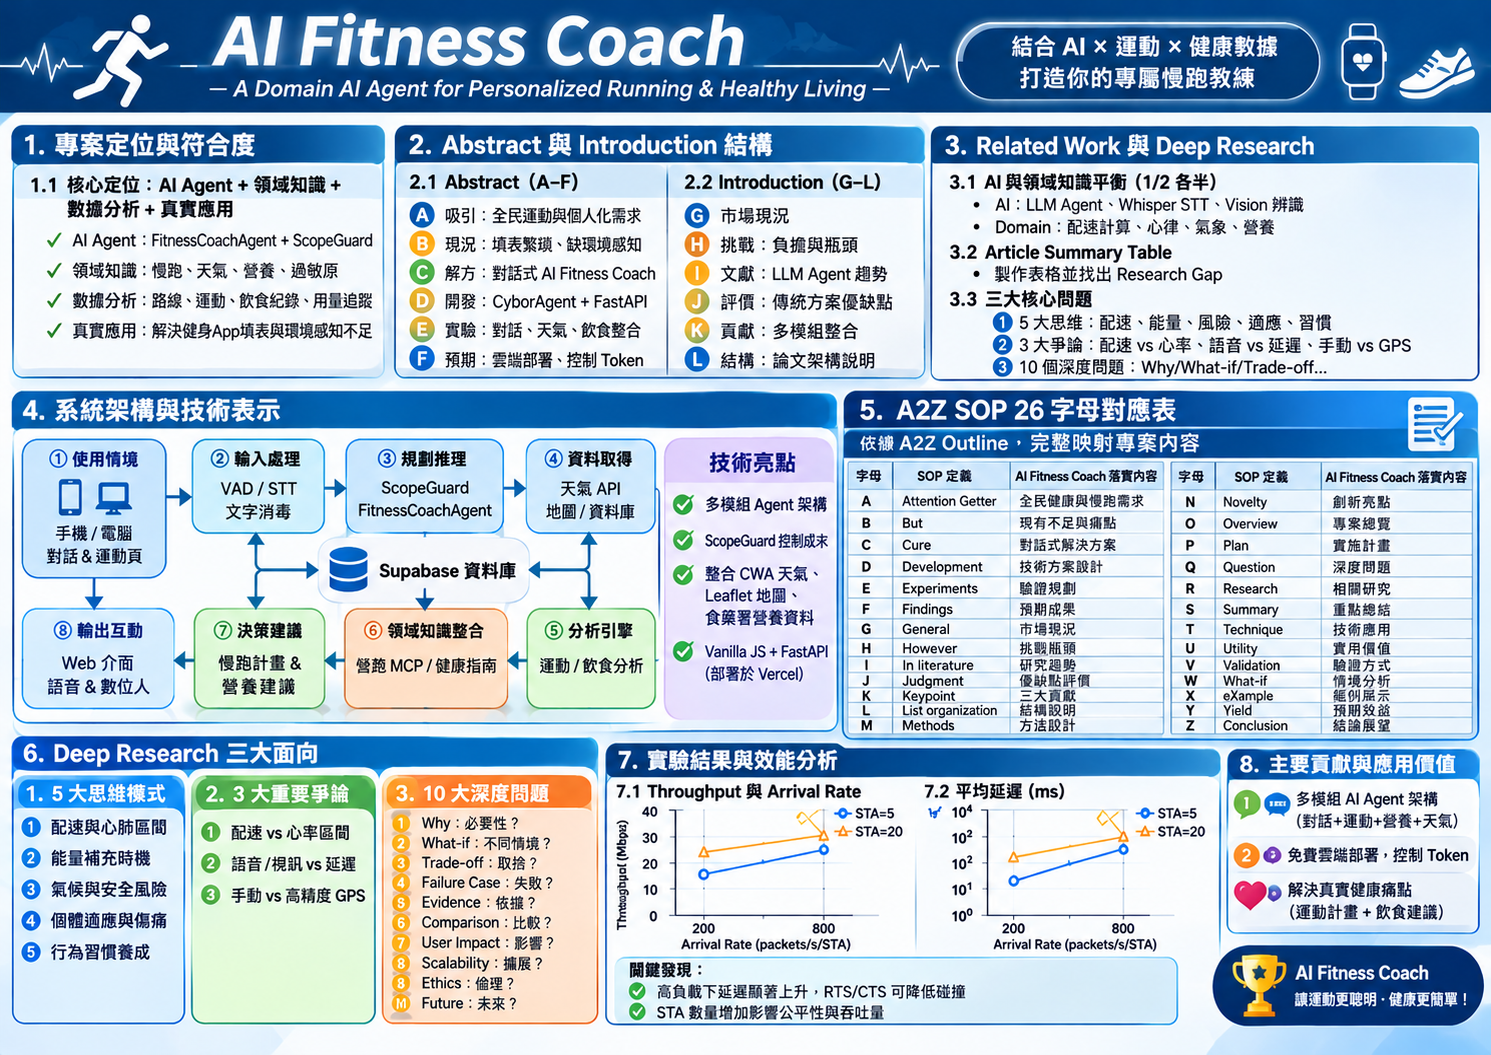 AI Fitness Coach
— A Domain AI Agent for Personalized Running & Healthy Living —
結合 AI × 運動 × 健康數據
打造你的專屬慢跑教練
1. 專案定位與符合度
1.1 核心定位：AI Agent + 領域知識 +
數據分析 + 真實應用
AI Agent：FitnessCoachAgent + ScopeGuard
領域知識：慢跑、天氣、營養、過敏原
數據分析：路線、運動、飲食紀錄、用量追蹤
真實應用：解決健身App填表與環境感知不足
2. Abstract 與 Introduction 結構
2.1 Abstract（A–F）
A 吸引：全民運動與個人化需求
B 現況：填表繁瑣、缺環境感知
C 解方：對話式 AI Fitness Coach
D 開發：CyborAgent + FastAPI
E 實驗：對話、天氣、飲食整合
F 預期：雲端部署、控制 Token
2.2 Introduction（G–L）
G 市場現況
H 挑戰：負擔與瓶頸
I 文獻：LLM Agent 趨勢
J 評價：傳統方案優缺點
K 貢獻：多模組整合
L 結構：論文架構說明
3. Related Work 與 Deep Research
3.1 AI 與領域知識平衡（1/2 各半）
• AI：LLM Agent、Whisper STT、Vision 辨識
• Domain：配速計算、心律、氣象、營養
3.2 Article Summary Table
• 製作表格並找出 Research Gap
3.3 三大核心問題
1 5 大思維：配速、能量、風險、適應、習慣
2 3 大爭論：配速 vs 心率、語音 vs 延遲、手動 vs GPS
3 10 個深度問題：Why/What-if/Trade-off...
4. 系統架構與技術表示
① 使用情境
手機 / 電腦
對話 & 運動頁
② 輸入處理
VAD / STT
文字消毒
③ 規劃推理
ScopeGuard
FitnessCoachAgent
④ 資料取得
天氣 API
地圖 / 資料庫
Supabase 資料庫
⑧ 輸出互動
Web 介面
語音 & 數位人
⑦ 決策建議
慢跑計畫 &
營養建議
⑥ 領域知識整合
營跑 MCP / 健康指南
⑤ 分析引擎
運動 / 飲食分析
技術亮點
多模組 Agent 架構
ScopeGuard 控制成末
整合 CWA 天氣、
Leaflet 地圖、
食藥署營養資料
Vanilla JS + FastAPI
(部署於 Vercel)
5. A2Z SOP 26 字母對應表
A2Z Outline，完整映射專案內容
字母 SOP 定義 AI Fitness Coach 落實內容
A Attention Getter 全民健康與慢跑需求
B But 現有不足與痛點
C Cure 對話式解決方案
D Development 技術方案設計
E Experiments 驗證規劃
F Findings 預期成果
G General 市場現況
H However 挑戰瓶頭
I In literature 研究趨勢
J Judgment 優缺點評價
K Keypoint 三大貢獻
L List organization 結構說明
M Methods 方法設計
字母 SOP 定義 AI Fitness Coach 落實內容
N Novelty 創新亮點
O Overview 專案總覽
P Plan 實施計畫
Q Question 深度問題
R Research 相關研究
S Summary 重點總結
T Technique 技術應用
U Utility 實用價值
V Validation 驗證方式
W What-if 情境分析
X eXample
Y Yield 預期效益
Z Conclusion 結論展望
6. Deep Research 三大面向
1. 5 大思維模式
1 配速與心肺區間
2 能量補充時機
3 氣候與安全風險
4 個體適應與傷痛
5 行為習慣養成
2. 3 大重要爭論
1 配速 vs 心率區間
2 語音 /視訊 vs 延遲
3 手動 vs 高精度 GPS
3. 10 大深度問題
1 Why：必要性？
2 What-if：不同情境？
3 Trade-off：取捨？
4 Failure Case：失敗？
S Evidence：依據？
6 Comparison：比較？
7 User Impact：影響？
8 Scalability：擴展？
8 Ethics：倫理？
M Future：未來？
7. 實驗結果與效能分析
7.1 Throughput 與 Arrival Rate
40
30
20
10
0
200
800
Arrival Rate (packets/s/STA)
STA=5
STA=20
7.2 平均延遲 (ms)
10⁴
10³
10²
10¹
10⁰
200
800
Arrival Rate (packets/s/STA)
STA=5
STA=20
關鍵發現：
高負載下延遲顯著上升，RTS/CTS 可降低碰撞
STA 數量增加影響公平性與吞吐量
8. 主要貢獻與應用價值
1 多模組 AI Agent 架構
（對話+運動+營養+天氣）
2 免費雲端部署，控制 Token
解決真實健康痛點
（運動計畫 + 飲食建議）
AI Fitness Coach
讓運動更聰明 · 健康更簡單！